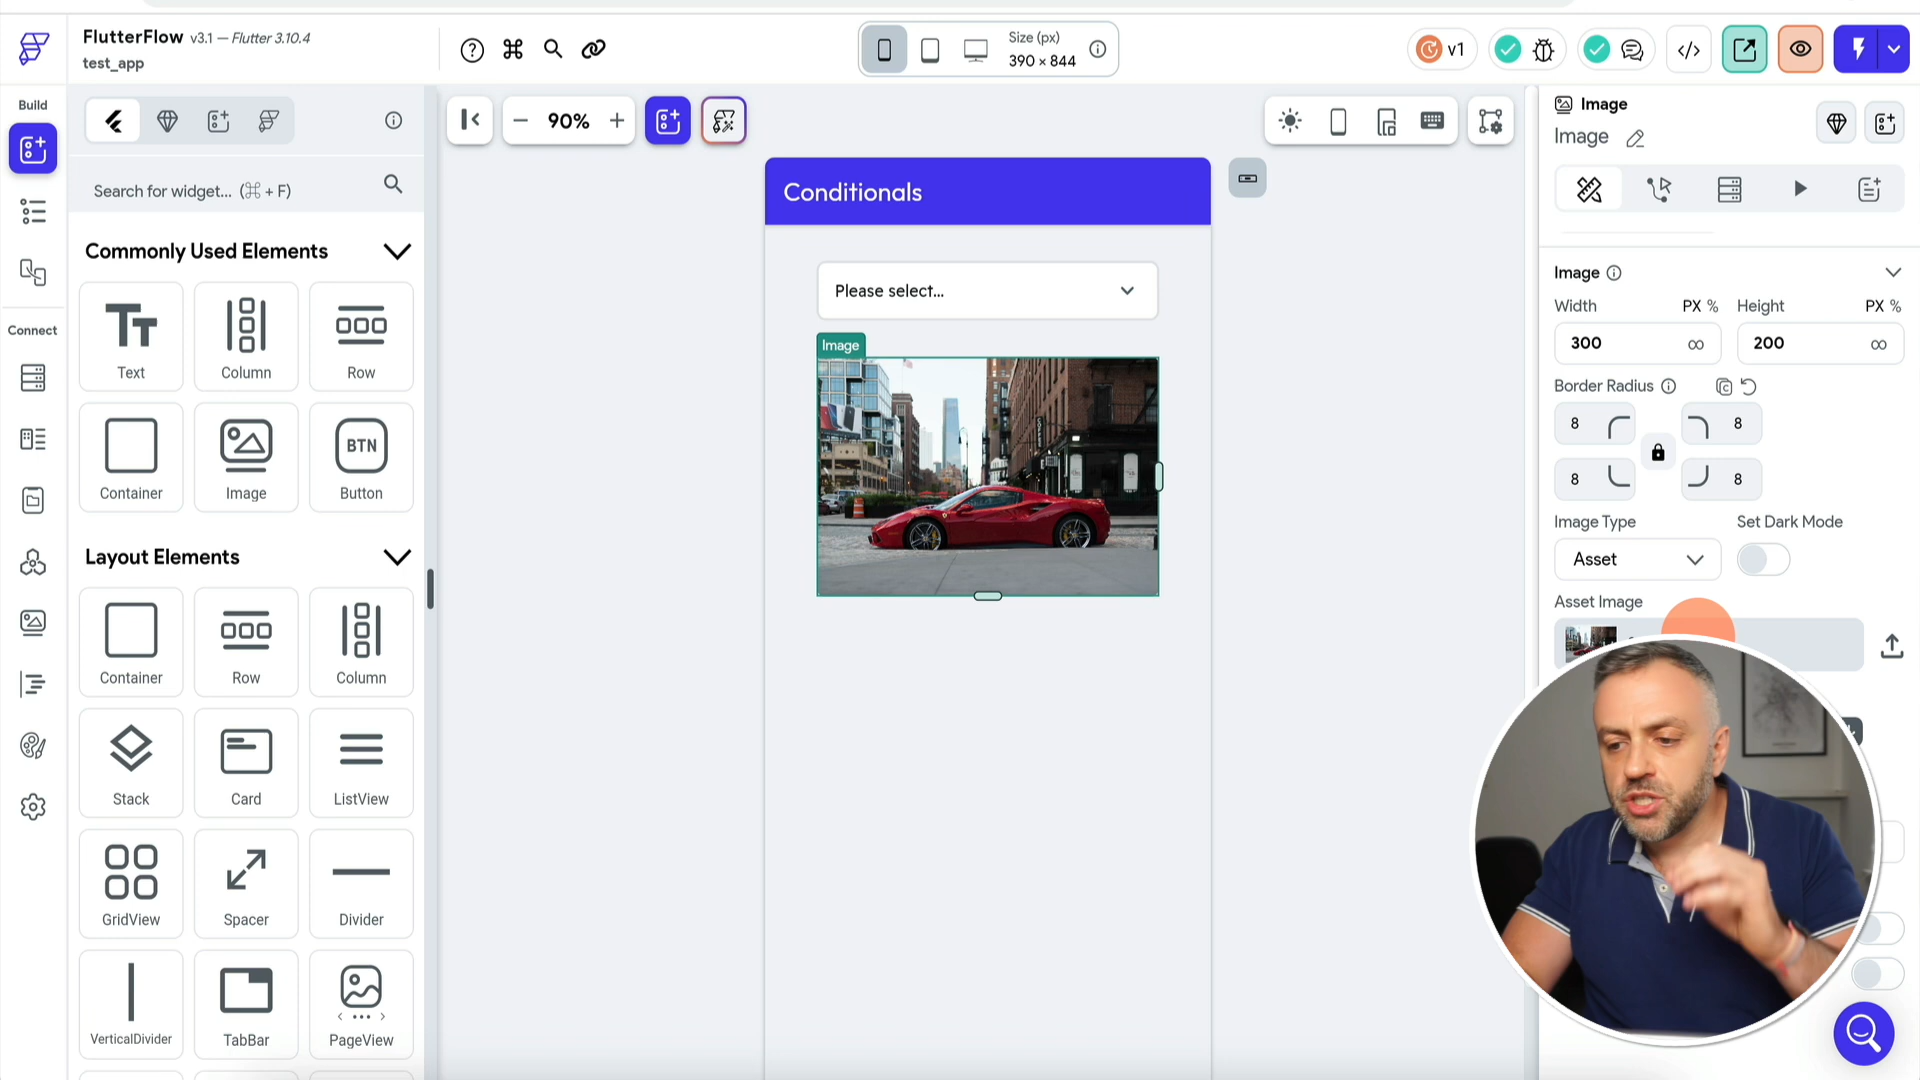 FlutterFlow v3.1 — Flutter 3.10.4
test_app
Size (px)
390 × 844
v1
Build
Connect
Search for widget... (⌘ + F)
Commonly Used Elements
Text
Column
Row
Container
Image
BTN
Button
Layout Elements
Container
Row
Column
Stack
Card
ListView
GridView
Spacer
Divider
VerticalDivider
TabBar
PageView
90%
Conditionals
Please select...
Image
Image
Image
Image
Width PX % Height PX %
300 ∞ 200 ∞
Border Radius
8 8
8 8
Image Type Set Dark Mode
Asset
Asset Image